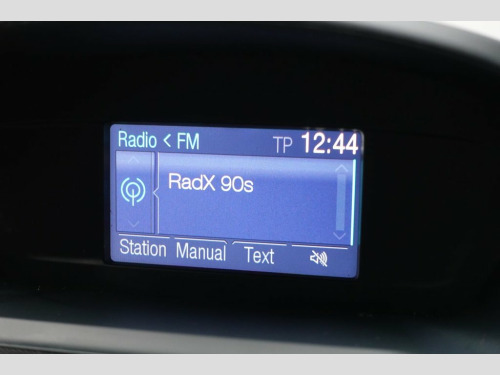 Radio < FM TP 12:44
RadX 90s
Station Manual Text